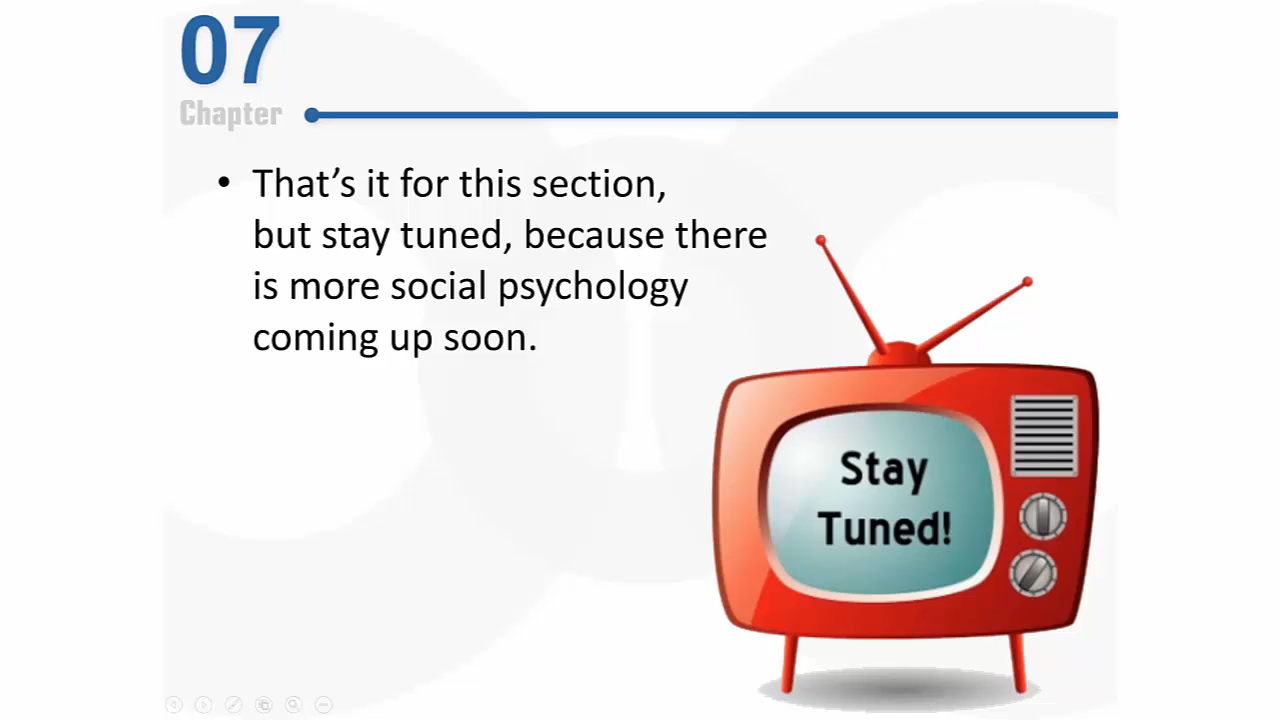 07
Chapter
• That’s it for this section,
but stay tuned, because there
is more social psychology
coming up soon.
Stay
Tuned!